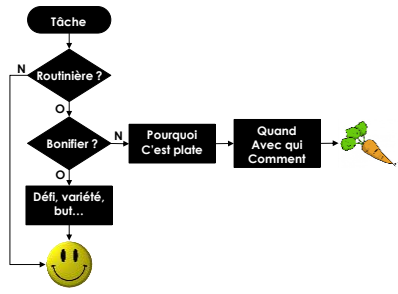 Tâche
N
Routinière ?
O
Bonifier ?
N
Pourquoi
C'est plate
Quand
Avec qui
Comment
O
Défi, variété,
but...